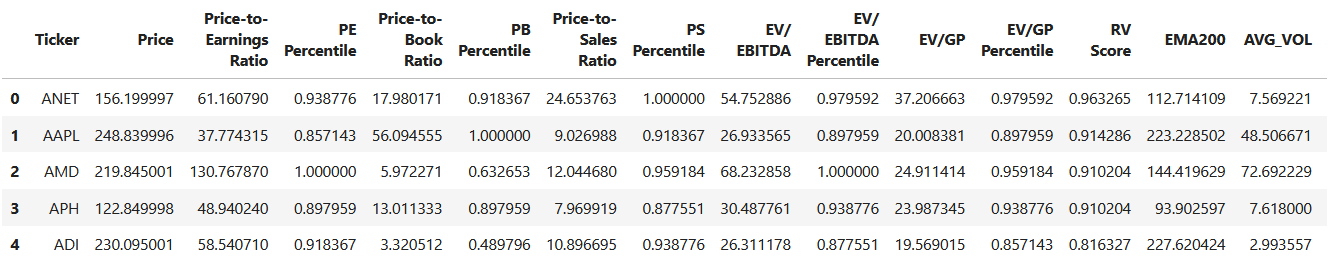 Ticker Price Price-to-Earnings Ratio PE Percentile Price-to-Book Ratio PB Percentile Price-to-Sales Ratio PS Percentile EV/EBITDA EV/EBITDA Percentile EV/GP EV/GP Percentile RV Score EMA200 AVG_VOL
0 ANET 156.199997 61.160790 0.938776 17.980171 0.918367 24.653763 1.000000 54.752886 0.979592 37.206663 0.979592 0.963265 112.714109 7.569221
1 AAPL 248.839996 37.774315 0.857143 56.094555 1.000000 9.026988 0.918367 26.933565 0.897959 20.008381 0.897959 0.914286 223.228502 48.506671
2 AMD 219.845001 130.767870 1.000000 5.972271 0.632653 12.044680 0.959184 68.232858 1.000000 24.911414 0.959184 0.910204 144.419629 72.692229
3 APH 122.849998 48.940240 0.897959 13.011333 0.897959 7.969919 0.877551 30.487761 0.938776 23.987345 0.938776 0.910204 93.902597 7.618000
4 ADI 230.095001 58.540710 0.918367 3.320512 0.489796 10.896695 0.938776 26.311178 0.877551 19.569015 0.857143 0.816327 227.620424 2.993557